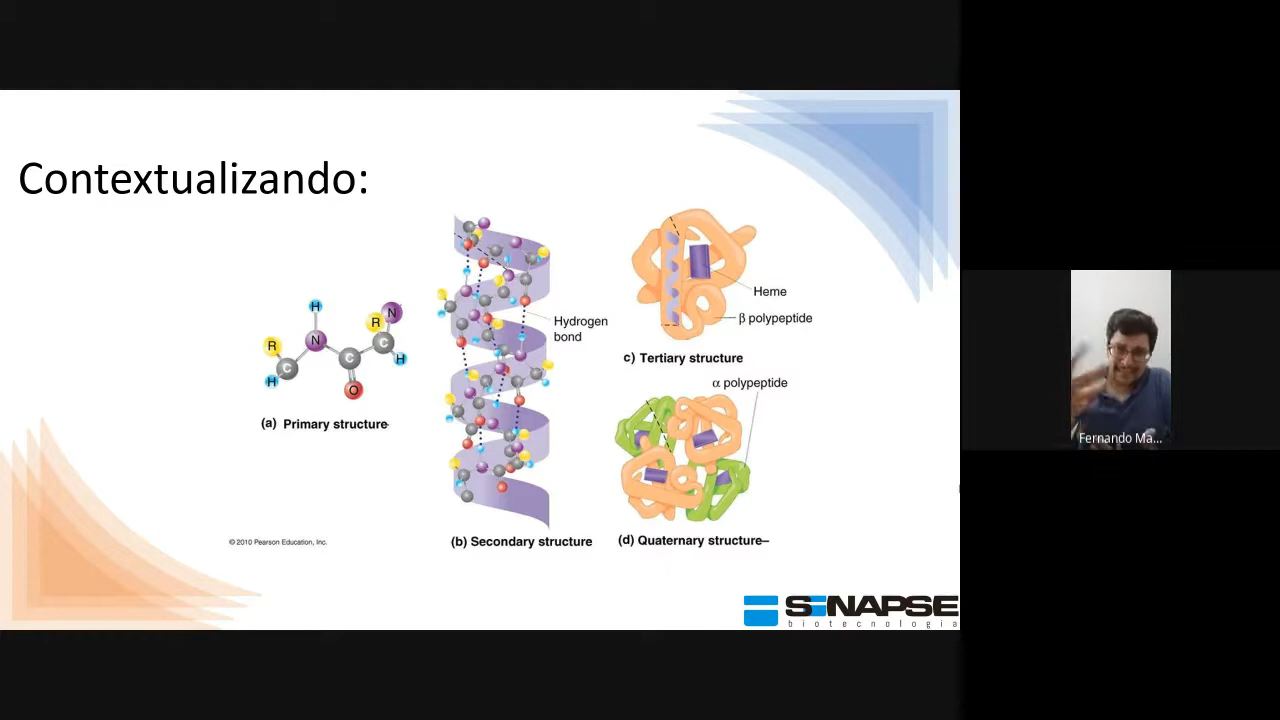 Contextualizando:
H
R
N
R
N
C
C
C
H
H
O
(a) Primary structure
Hydrogen
bond
(b) Secondary structure
Heme
β polypeptide
c) Tertiary structure
α polypeptide
(d) Quaternary structure
© 2010 Pearson Education, Inc.
SINAPSE
biotecnologia
Fernando Ma...